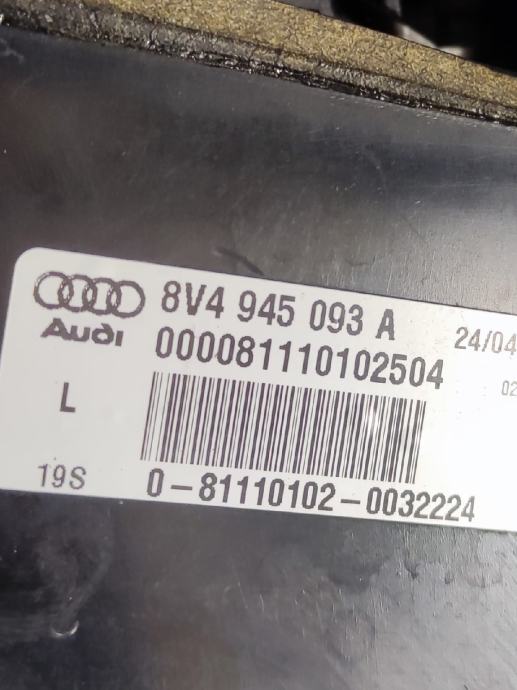 8V4 945 093 A 24/04
Audi 000081110102504 02
L
19S 0-81110102-0032224